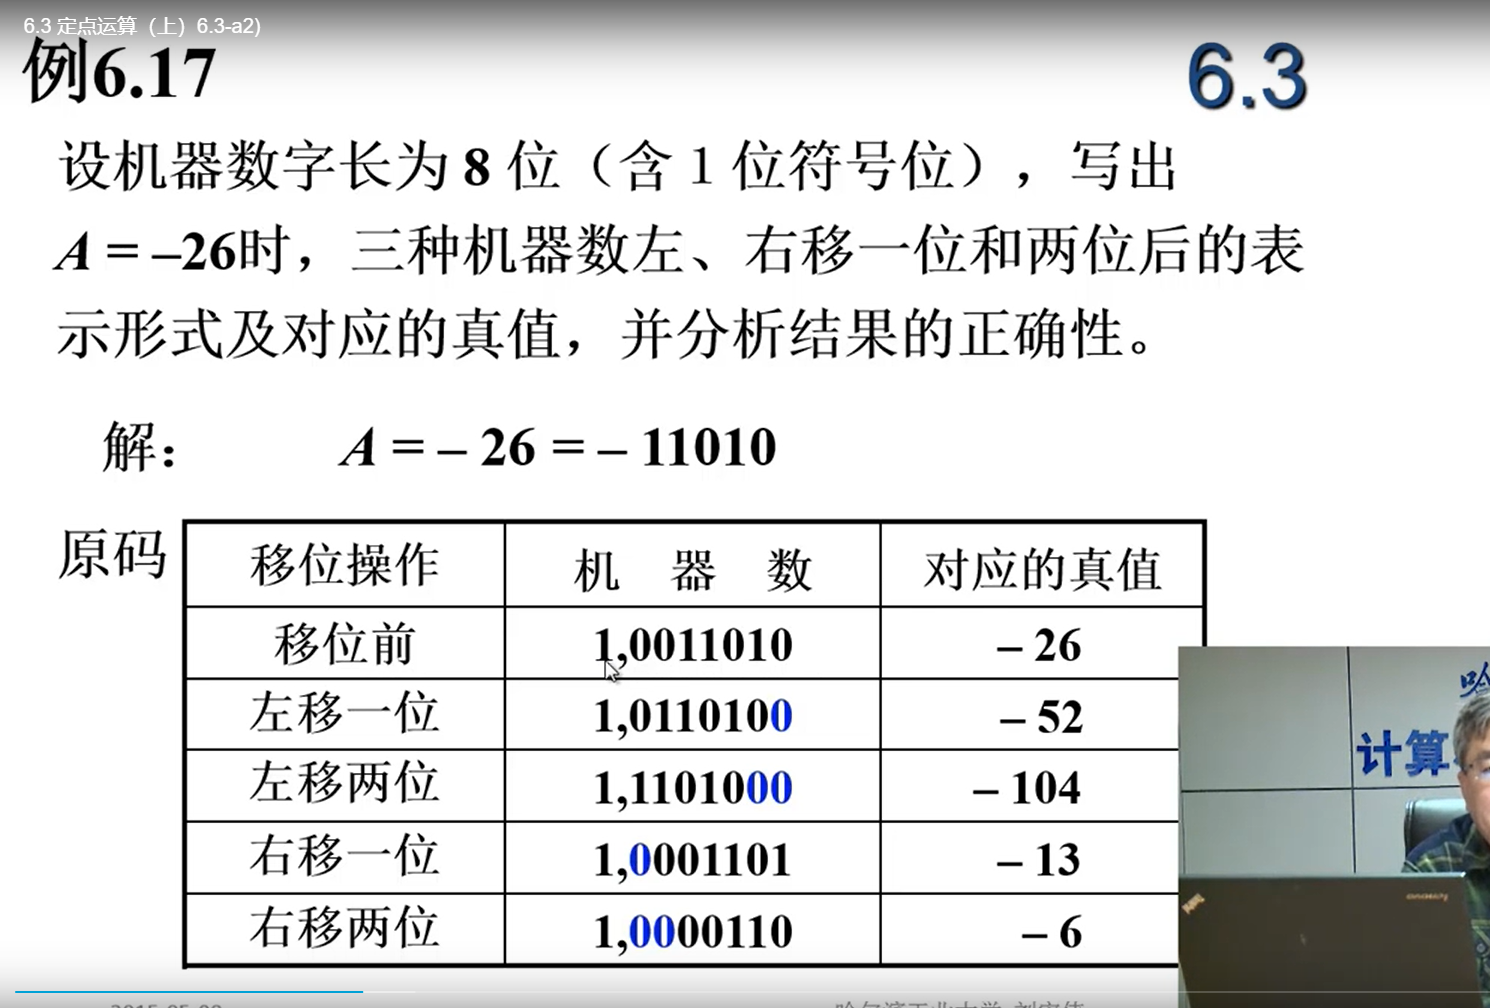 6.3 定点运算（上）6.3-a2)
例6.17
6.3
设机器数字长为 8 位（含 1 位符号位），写出
A = –26时，三种机器数左、右移一位和两位后的表
示形式及对应的真值，并分析结果的正确性。
解：　A = – 26 = – 11010
原码
移位操作　机 器 数　对应的真值
移位前　1,0011010　– 26
左移一位　1,0110100　– 52
左移两位　1,1101000　– 104
右移一位　1,0001101　– 13
右移两位　1,0000110　– 6
计算